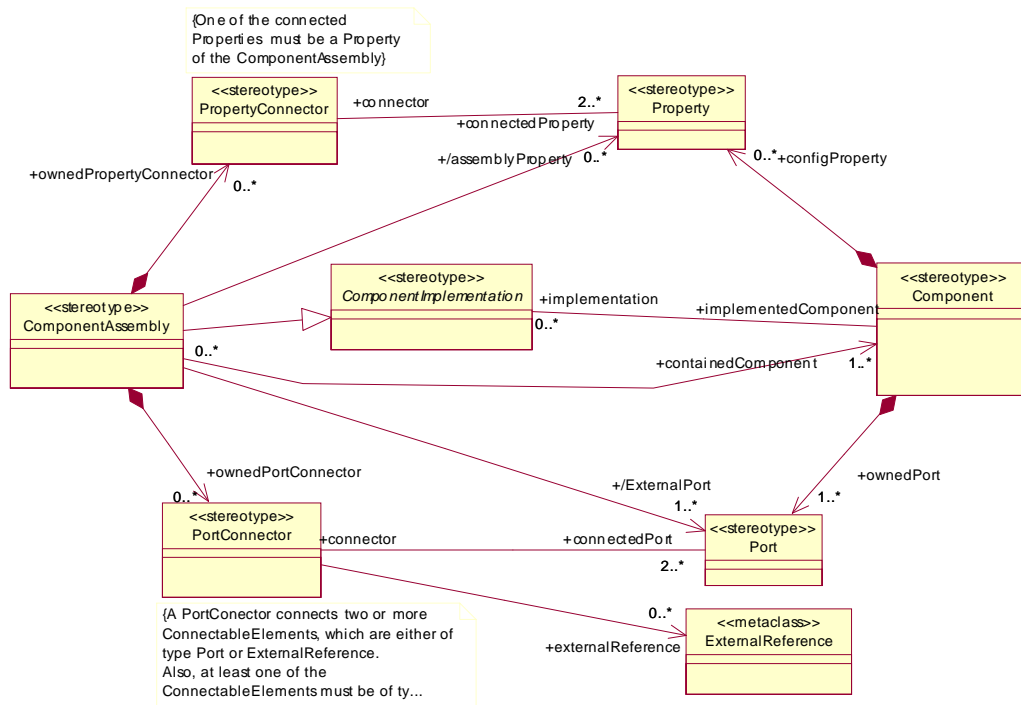 {One of the connected
Properties must be a Property
of the ComponentAssembly}
<<stereotype>>
PropertyConnector
+connector
2..*
+connectedProperty
<<stereotype>>
Property
+/assemblyProperty
0..*
0..*
+configProperty
+ownedPropertyConnector
0..*
<<stereotype>>
ComponentAssembly
<<stereotype>>
ComponentImplementation
+implementation
0..*
+implementedComponent
<<stereotype>>
Component
0..*
+containedComponent
1..*
+ownedPortConnector
0..*
+/ExternalPort
1..*
+ownedPort
1..*
<<stereotype>>
PortConnector
+connector
+connectedPort
2..*
<<stereotype>>
Port
0..*
+externalReference
<<metaclass>>
ExternalReference
{A PortConector connects two or more
ConnectableElements, which are either of
type Port or ExternalReference.
Also, at least one of the
ConnectableElements must be of ty...